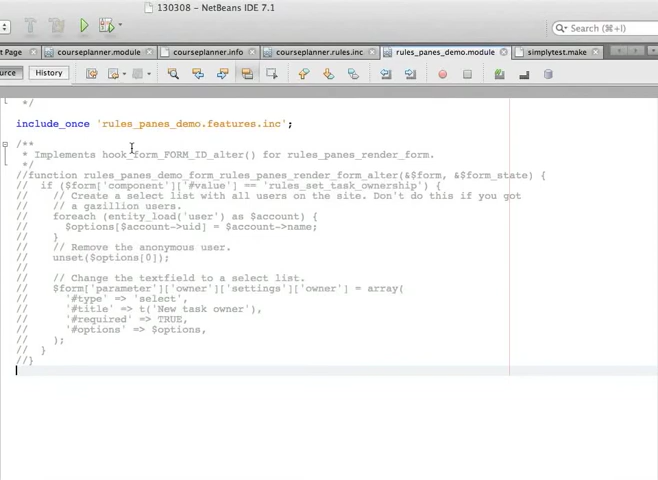 130308 - NetBeans IDE 7.1
Search (⌘+I)
t Page courseplanner.module courseplanner.info courseplanner.rules.inc rules_panes_demo.module simplytest.make
urce History
*/
include_once 'rules_panes_demo.features.inc';
/**
* Implements hook_form_FORM_ID_alter() for rules_panes_render_form.
*/
//function rules_panes_demo_form_rules_panes_render_form_alter(&$form, &$form_state) {
// if ($form['component']['#value'] == 'rules_set_task_ownership') {
// // Create a select list with all users on the site. Don't do this if you got
// // a gazillion users.
// foreach (entity_load('user') as $account) {
// $options[$account->uid] = $account->name;
// }
// // Remove the anonymous user.
// unset($options[0]);
//
// // Change the textfield to a select list.
// $form['parameter']['owner']['settings']['owner'] = array(
// '#type' => 'select',
// '#title' => t('New task owner'),
// '#required' => TRUE,
// '#options' => $options,
// );
// }
//}